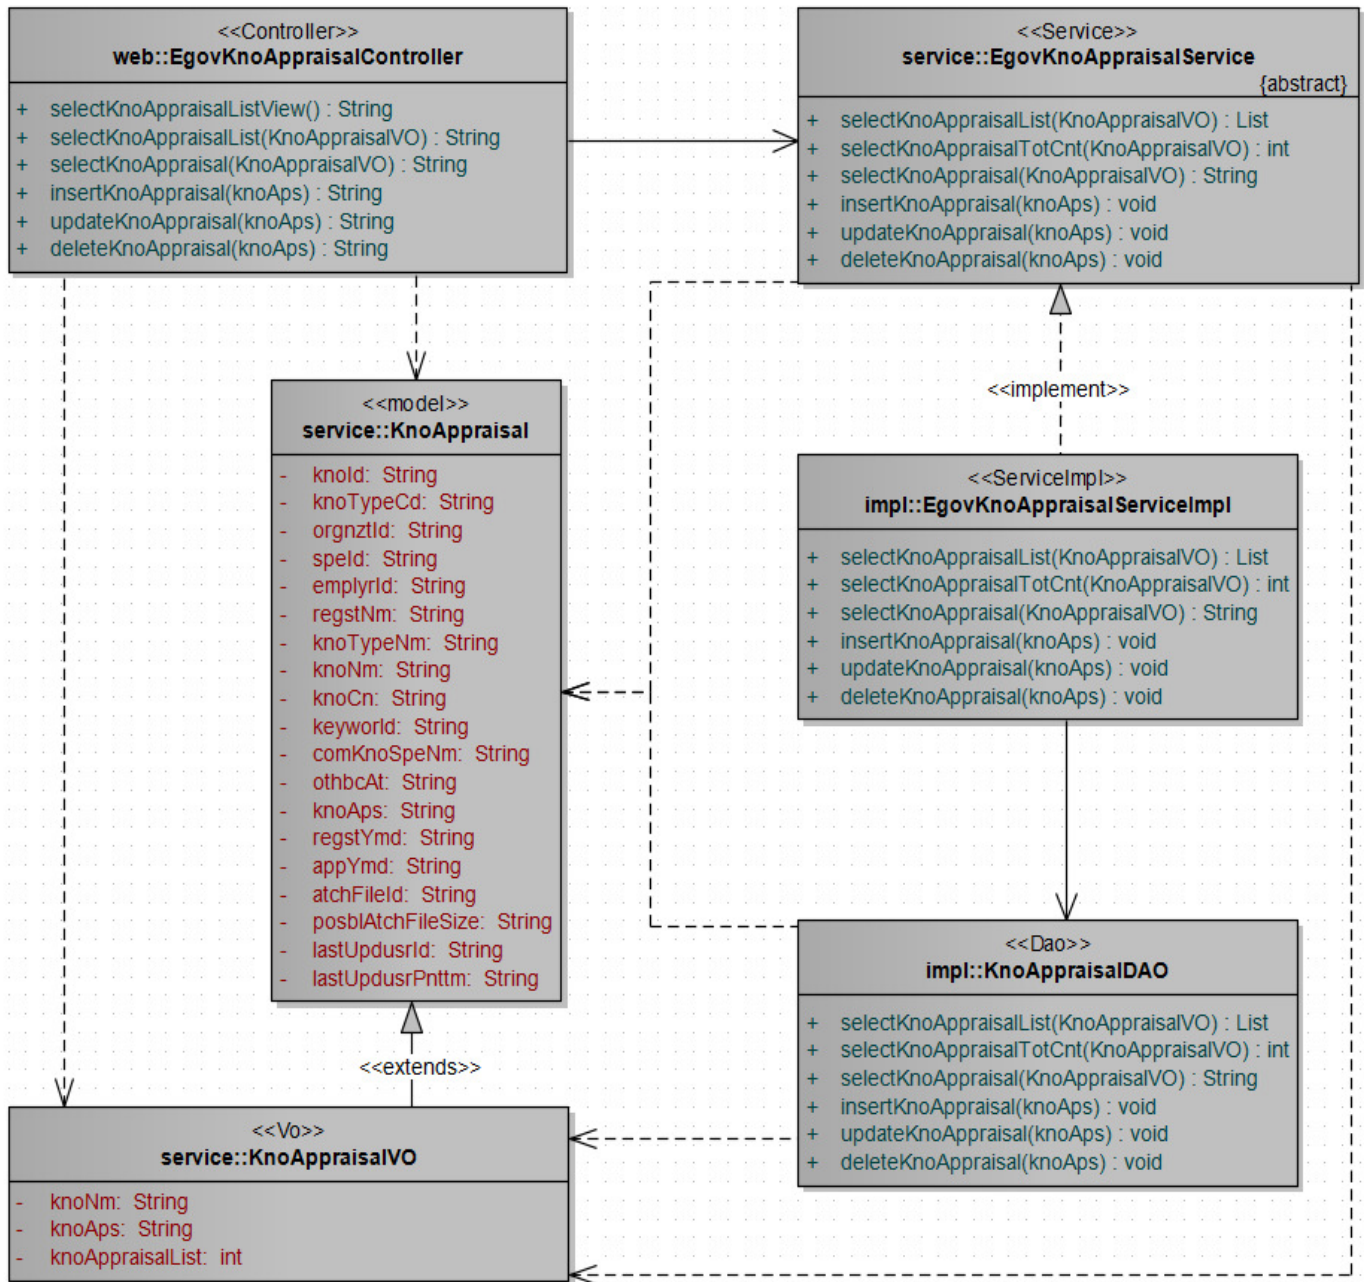 <<Controller>>
web::EgovKnoAppraisalController
+ selectKnoAppraisalListView() : String
+ selectKnoAppraisalList(KnoAppraisalVO) : String
+ selectKnoAppraisal(KnoAppraisalVO) : String
+ insertKnoAppraisal(knoAps) : String
+ updateKnoAppraisal(knoAps) : String
+ deleteKnoAppraisal(knoAps) : String
<<Service>>
service::EgovKnoAppraisalService
{abstract}
+ selectKnoAppraisalList(KnoAppraisalVO) : List
+ selectKnoAppraisalTotCnt(KnoAppraisalVO) : int
+ selectKnoAppraisal(KnoAppraisalVO) : String
+ insertKnoAppraisal(knoAps) : void
+ updateKnoAppraisal(knoAps) : void
+ deleteKnoAppraisal(knoAps) : void
<<implement>>
<<model>>
service::KnoAppraisal
- knoId: String
- knoTypeCd: String
- orgnztId: String
- speId: String
- emplyrId: String
- regstNm: String
- knoTypeNm: String
- knoNm: String
- knoCn: String
- keyworId: String
- comKnoSpeNm: String
- othbcAt: String
- knoAps: String
- regstYmd: String
- appYmd: String
- atchFileId: String
- posblAtchFileSize: String
- lastUpdusrId: String
- lastUpdusrPnttm: String
<<ServiceImpl>>
impl::EgovKnoAppraisalServiceImpl
+ selectKnoAppraisalList(KnoAppraisalVO) : List
+ selectKnoAppraisalTotCnt(KnoAppraisalVO) : int
+ selectKnoAppraisal(KnoAppraisalVO) : String
+ insertKnoAppraisal(knoAps) : void
+ updateKnoAppraisal(knoAps) : void
+ deleteKnoAppraisal(knoAps) : void
<<Dao>>
impl::KnoAppraisalDAO
+ selectKnoAppraisalList(KnoAppraisalVO) : List
+ selectKnoAppraisalTotCnt(KnoAppraisalVO) : int
+ selectKnoAppraisal(KnoAppraisalVO) : String
+ insertKnoAppraisal(knoAps) : void
+ updateKnoAppraisal(knoAps) : void
+ deleteKnoAppraisal(knoAps) : void
<<extends>>
<<Vo>>
service::KnoAppraisalVO
- knoNm: String
- knoAps: String
- knoAppraisalList: int